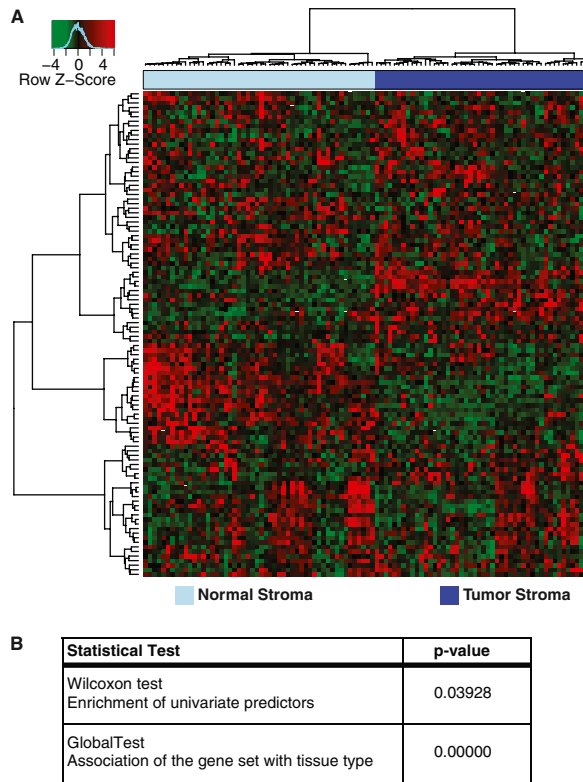 A
−4 0 4
Row Z−Score
Normal Stroma
Tumor Stroma
B
Statistical Test p-value
Wilcoxon test
Enrichment of univariate predictors
0.03928
GlobalTest
Association of the gene set with tissue type
0.00000